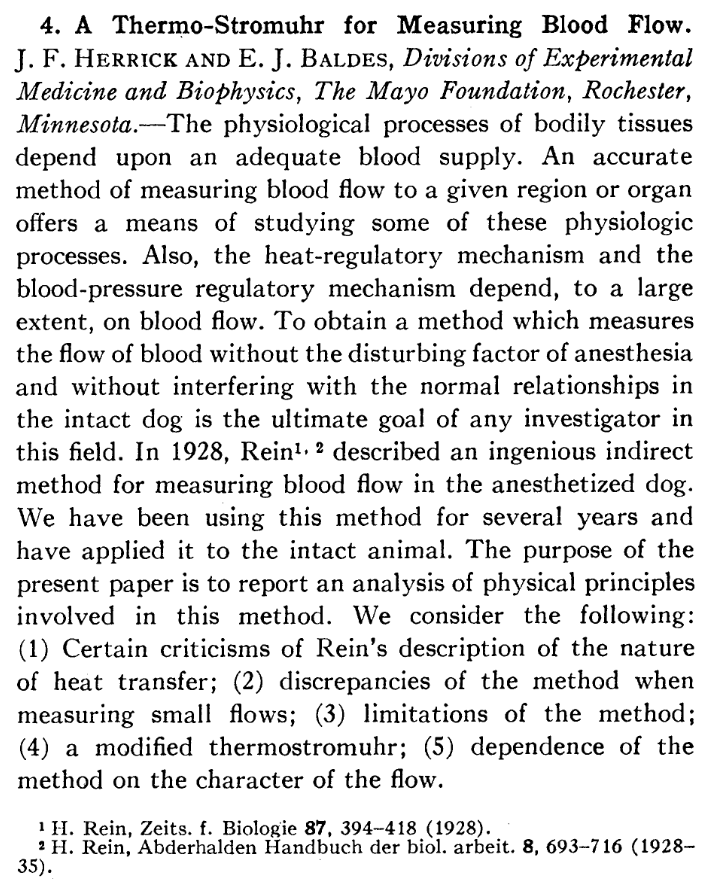 4. A Thermo-Stromuhr for Measuring Blood Flow.
J. F. HERRICK AND E. J. BALDES, Divisions of Experimental
Medicine and Biophysics, The Mayo Foundation, Rochester,
Minnesota.—The physiological processes of bodily tissues
depend upon an adequate blood supply. An accurate
method of measuring blood flow to a given region or organ
offers a means of studying some of these physiologic
processes. Also, the heat-regulatory mechanism and the
blood-pressure regulatory mechanism depend, to a large
extent, on blood flow. To obtain a method which measures
the flow of blood without the disturbing factor of anesthesia
and without interfering with the normal relationships in
the intact dog is the ultimate goal of any investigator in
this field. In 1928, Rein¹, ² described an ingenious indirect
method for measuring blood flow in the anesthetized dog.
We have been using this method for several years and
have applied it to the intact animal. The purpose of the
present paper is to report an analysis of physical principles
involved in this method. We consider the following:
(1) Certain criticisms of Rein's description of the nature
of heat transfer; (2) discrepancies of the method when
measuring small flows; (3) limitations of the method;
(4) a modified thermostromuhr; (5) dependence of the
method on the character of the flow.
¹ H. Rein, Zeits. f. Biologie 87, 394–418 (1928).
² H. Rein, Abderhalden Handbuch der biol. arbeit. 8, 693–716 (1928–
35).